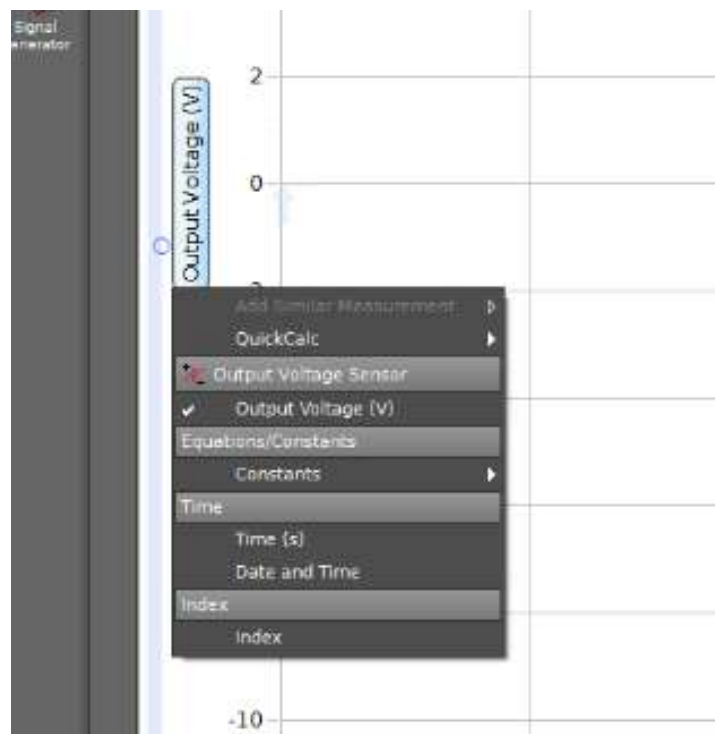 Signal
enerator
2
Output Voltage (V)
0
Add Similar Measurement
QuickCalc
Output Voltage Sensor
Output Voltage (V)
Equations/Constants
Constants
Time
Time (s)
Date and Time
Index
Index
-10